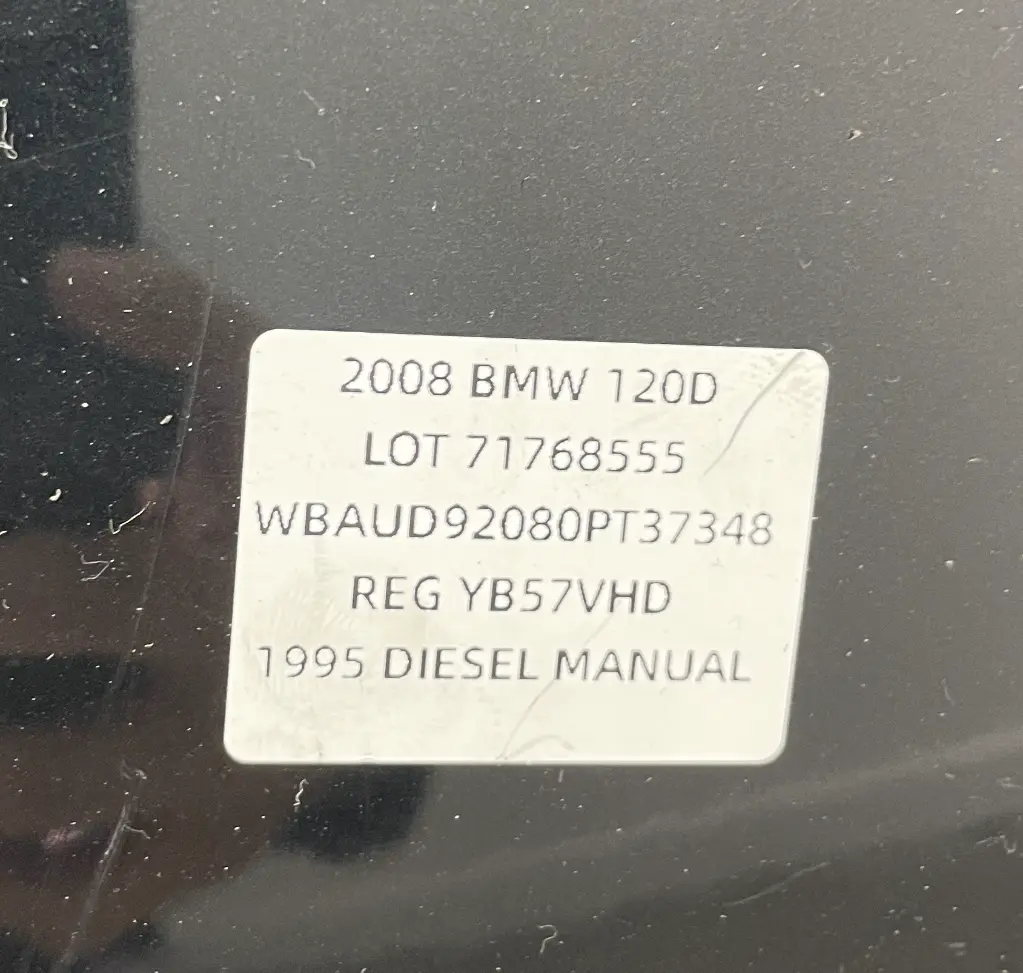 2008 BMW 120D
LOT 71768555
WBAUD92080PT37348
REG YB57VHD
1995 DIESEL MANUAL